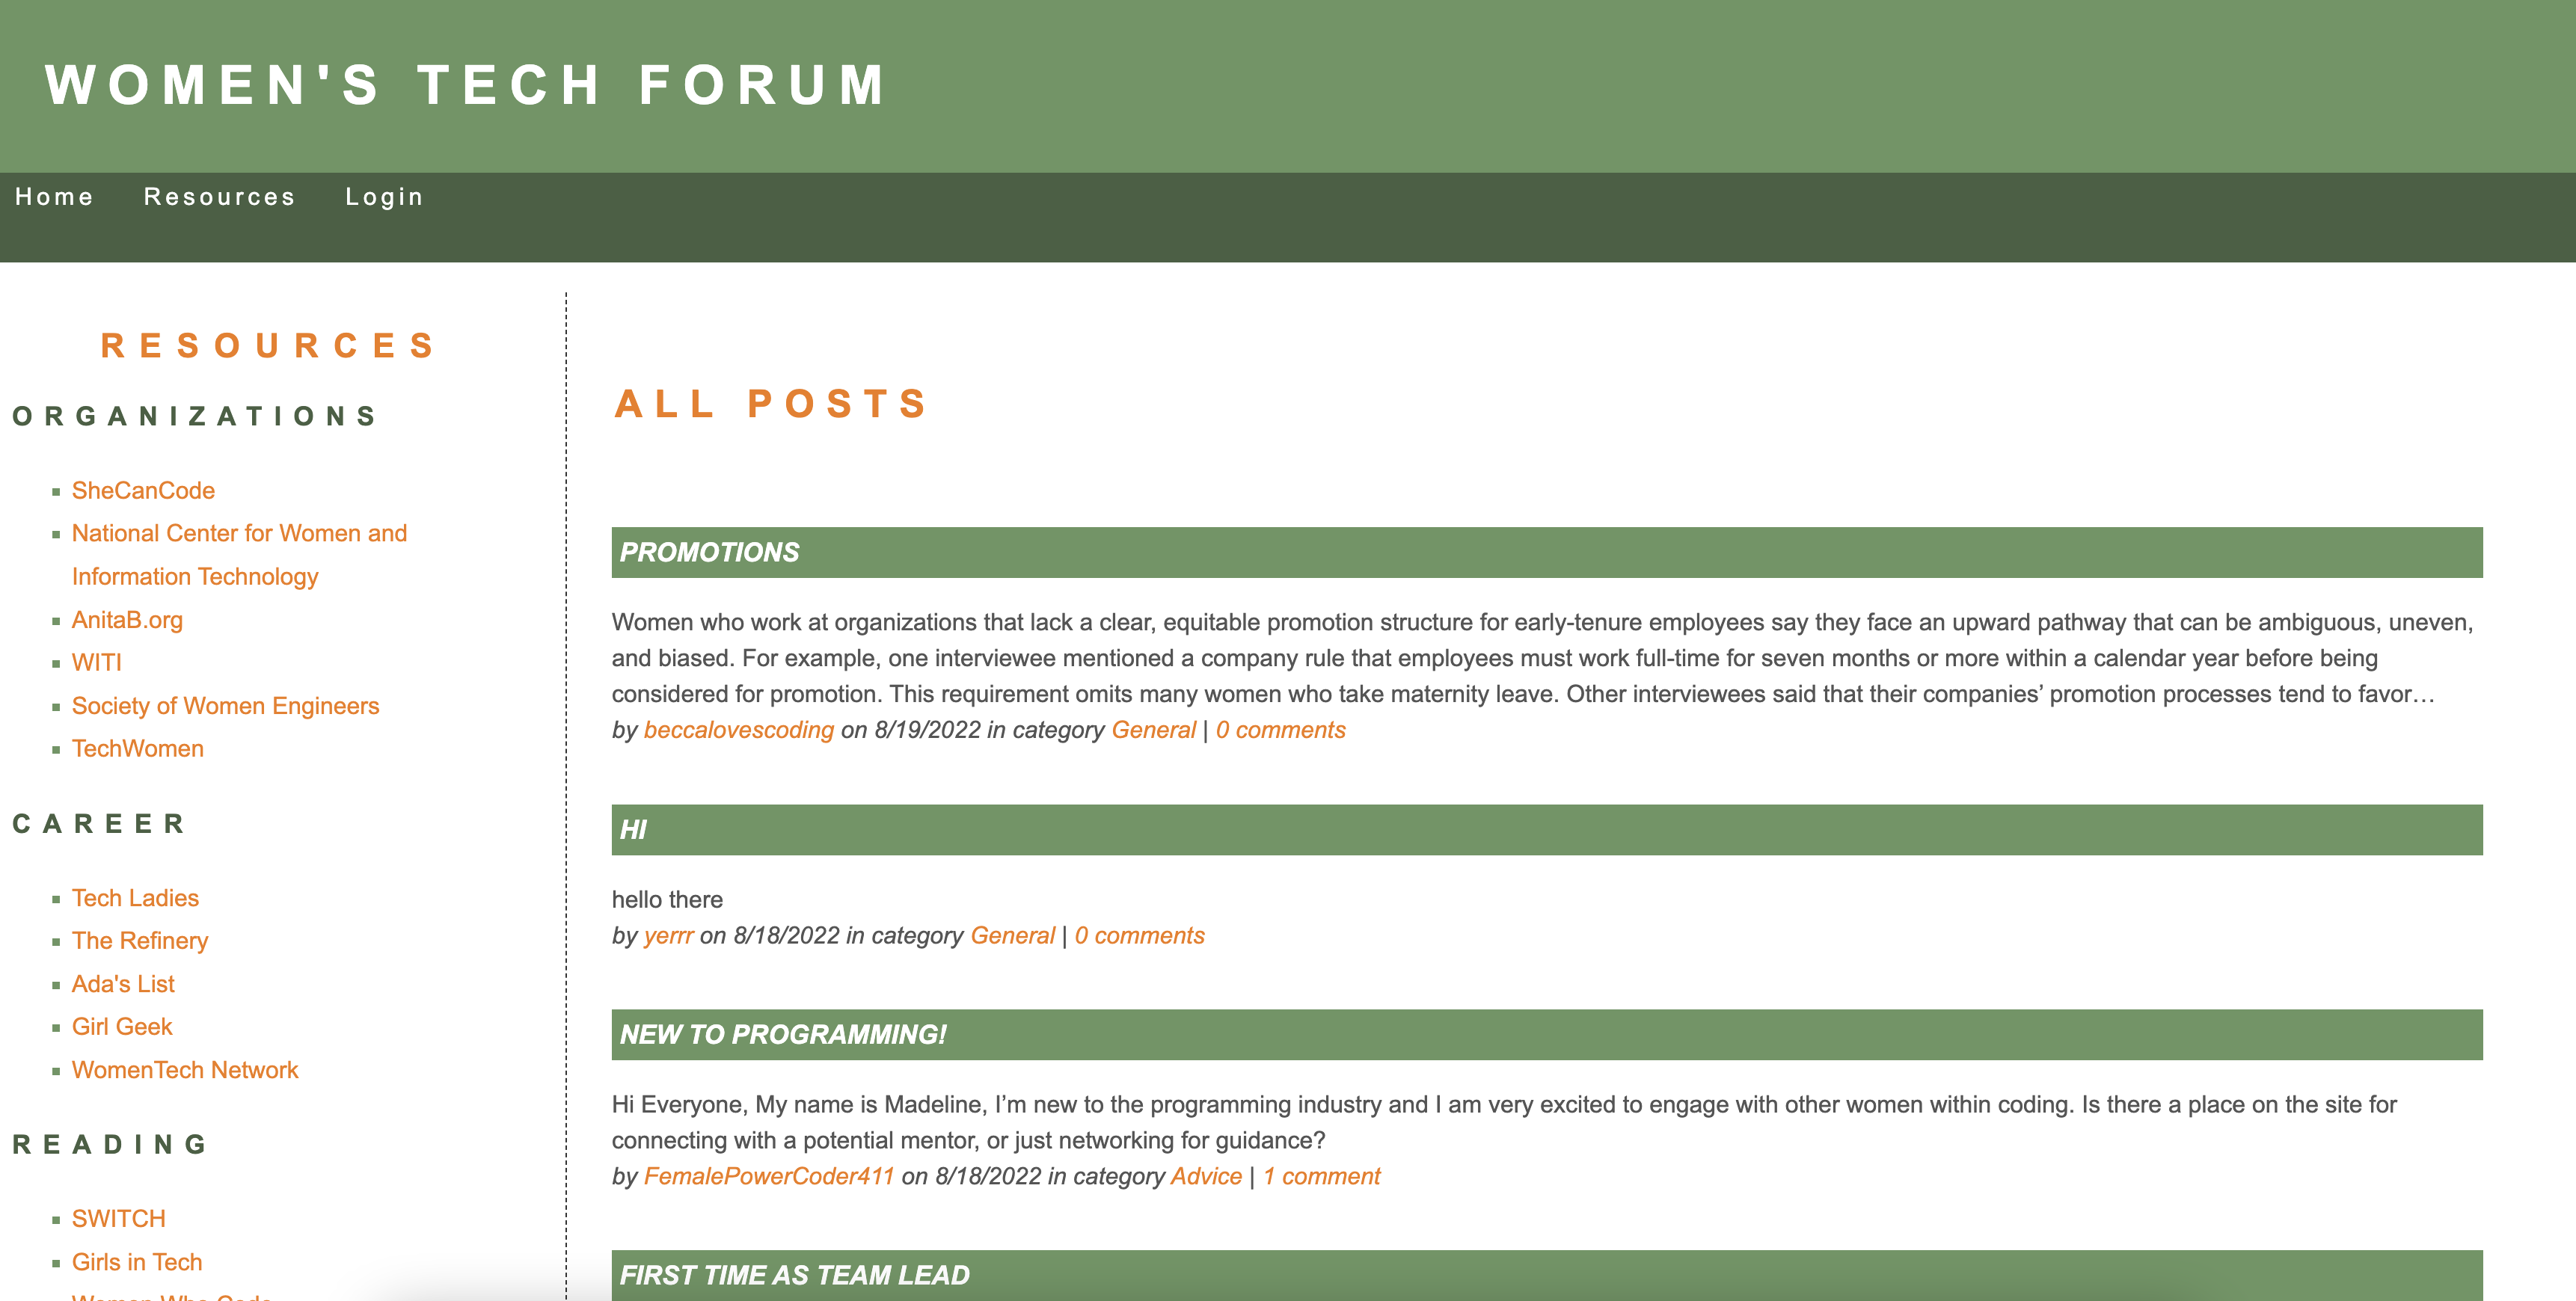 WOMEN'S TECH FORUM
Home Resources Login
RESOURCES
ORGANIZATIONS
SheCanCode
National Center for Women and
Information Technology
AnitaB.org
WITI
Society of Women Engineers
TechWomen
CAREER
Tech Ladies
The Refinery
Ada's List
Girl Geek
WomenTech Network
READING
SWITCH
Girls in Tech
Women Who Code
ALL POSTS
PROMOTIONS
Women who work at organizations that lack a clear, equitable promotion structure for early-tenure employees say they face an upward pathway that can be ambiguous, uneven,
and biased. For example, one interviewee mentioned a company rule that employees must work full-time for seven months or more within a calendar year before being
considered for promotion. This requirement omits many women who take maternity leave. Other interviewees said that their companies’ promotion processes tend to favor…
by beccalovescoding on 8/19/2022 in category General | 0 comments
HI
hello there
by yerrr on 8/18/2022 in category General | 0 comments
NEW TO PROGRAMMING!
Hi Everyone, My name is Madeline, I’m new to the programming industry and I am very excited to engage with other women within coding. Is there a place on the site for
connecting with a potential mentor, or just networking for guidance?
by FemalePowerCoder411 on 8/18/2022 in category Advice | 1 comment
FIRST TIME AS TEAM LEAD